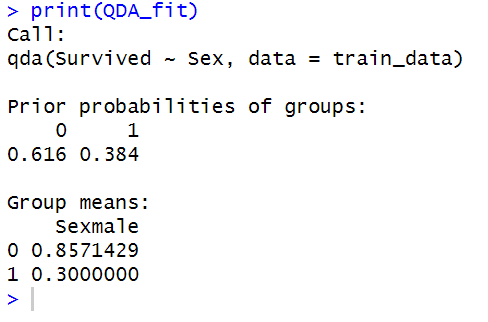 > print(QDA_fit)
Call:
qda(Survived ~ Sex, data = train_data)
Prior probabilities of groups:
    0     1
0.616 0.384
Group means:
    Sexmale
0 0.8571429
1 0.3000000
>